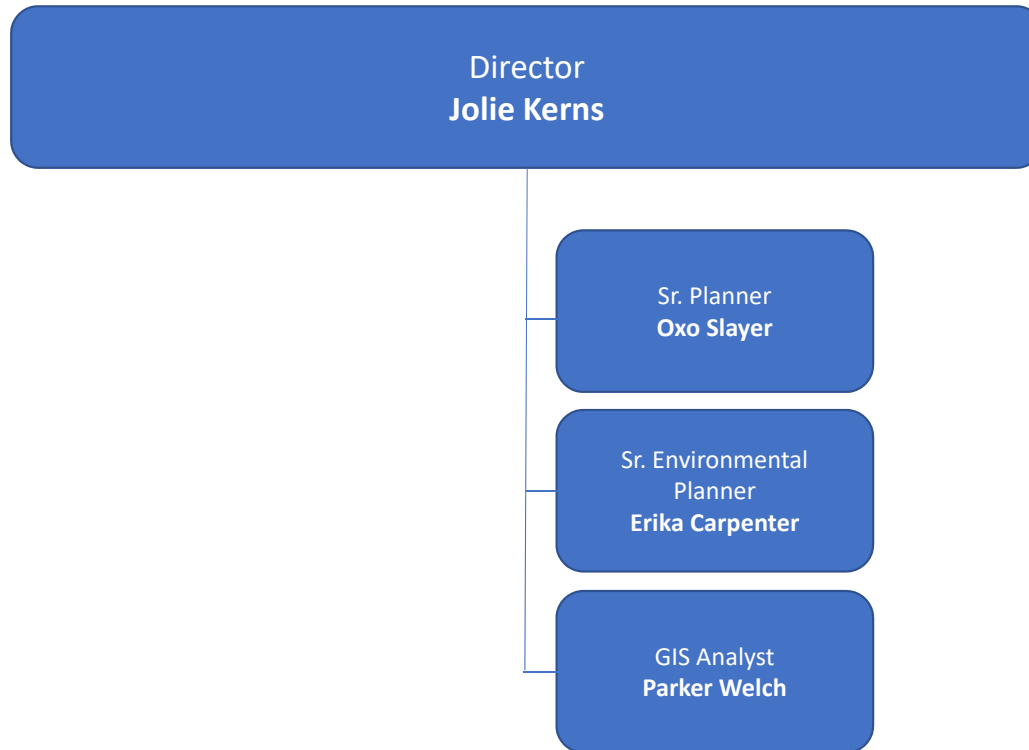 Director
Jolie Kerns
Sr. Planner
Oxo Slayer
Sr. Environmental
Planner
Erika Carpenter
GIS Analyst
Parker Welch